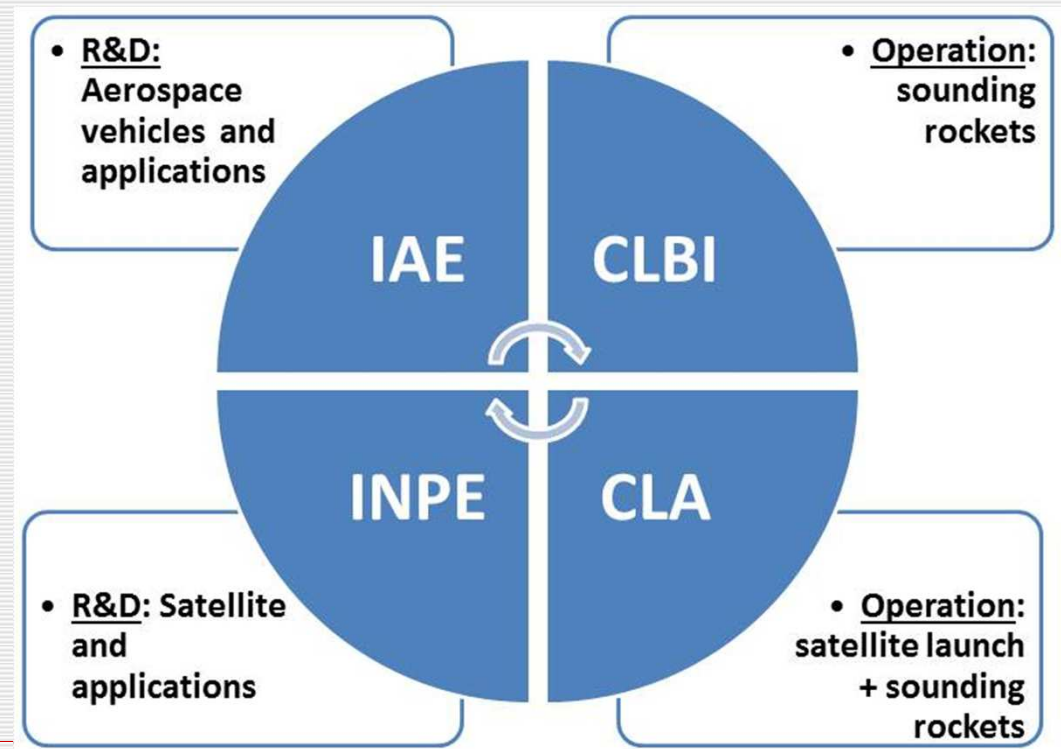 • R&D:
Aerospace
vehicles and
applications
• Operation:
sounding
rockets
IAE
CLBI
INPE
CLA
• R&D: Satellite
and
applications
• Operation:
satellite launch
+ sounding
rockets